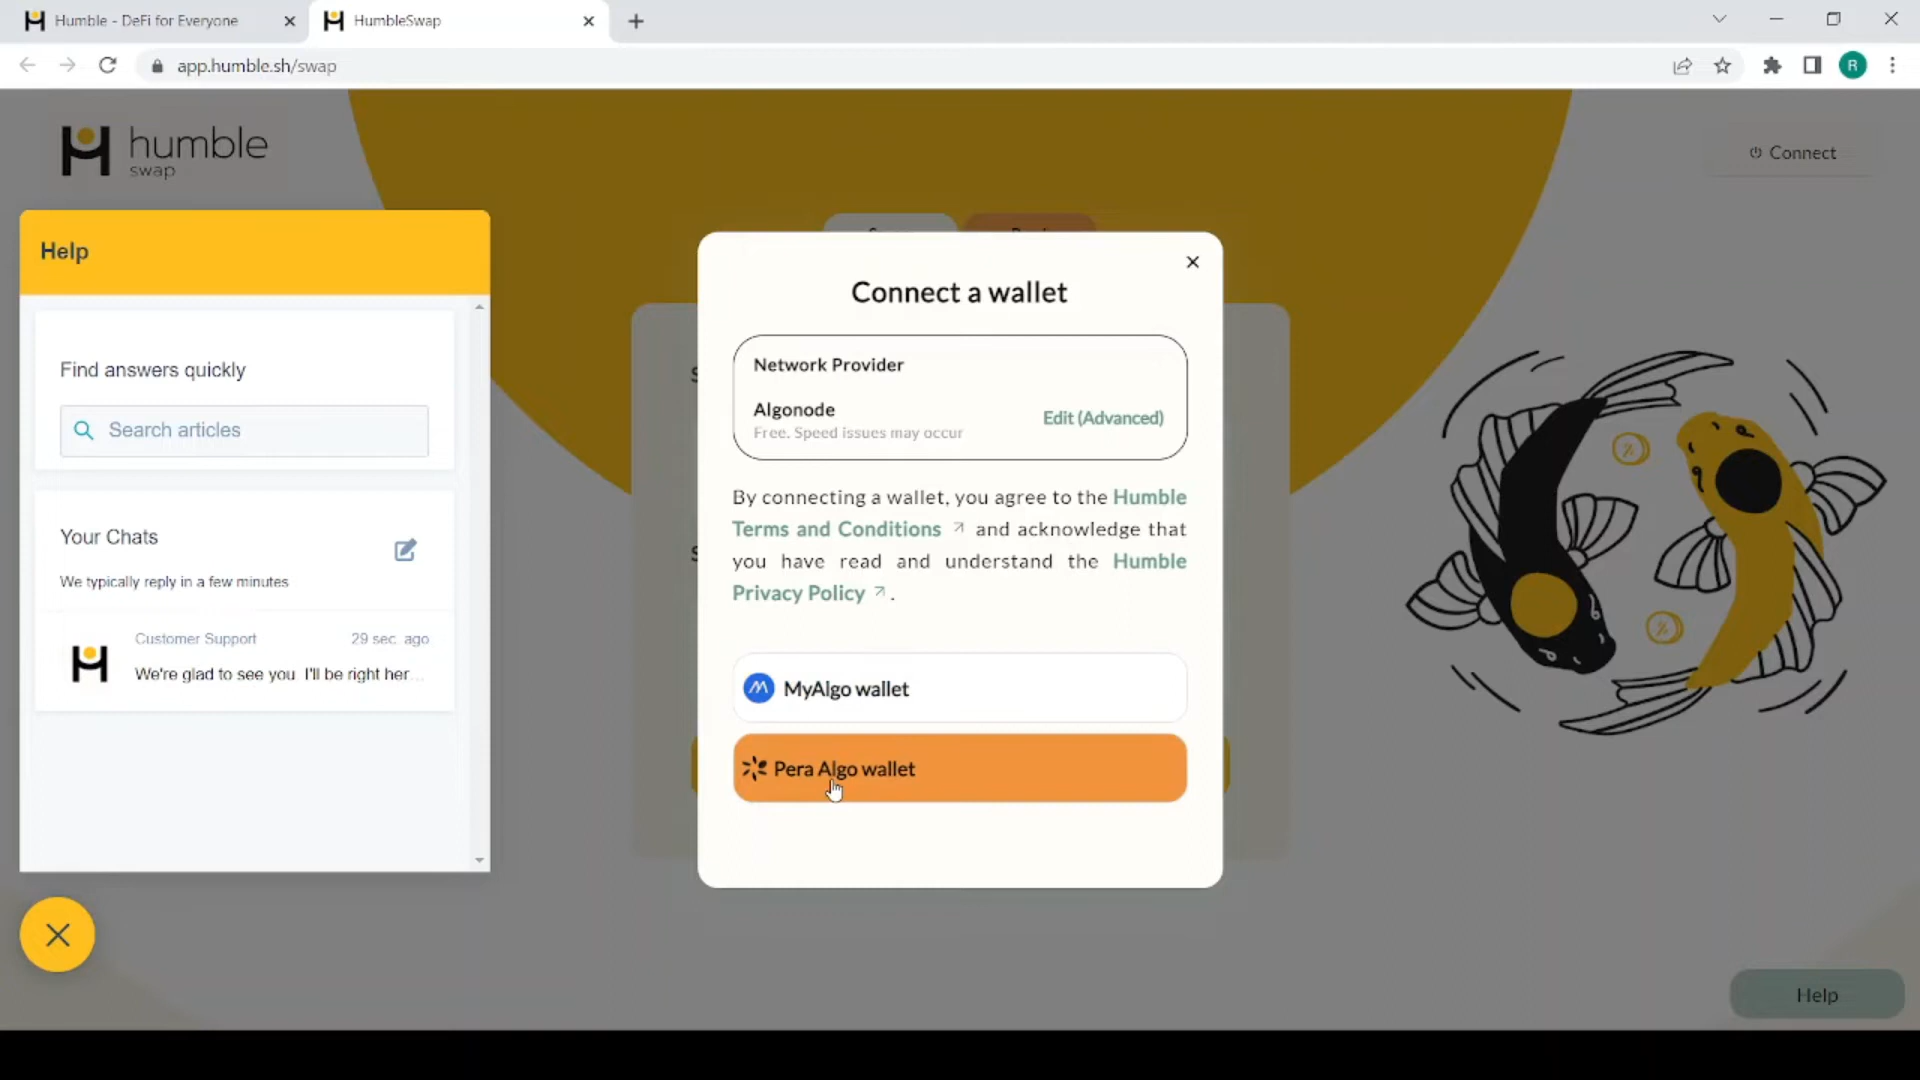 Humble - DeFi for Everyone
HumbleSwap
app.humble.sh/swap
R
humble
swap
Connect
Help
Find answers quickly
Search articles
Your Chats
We typically reply in a few minutes
Customer Support 29 sec. ago
We're glad to see you I'll be right her...
Connect a wallet
Network Provider
Algonode
Free. Speed issues may occur
Edit (Advanced)
By connecting a wallet, you agree to the Humble
Terms and Conditions ↗ and acknowledge that
you have read and understand the Humble
Privacy Policy ↗ .
MyAlgo wallet
Pera Algo wallet
Help